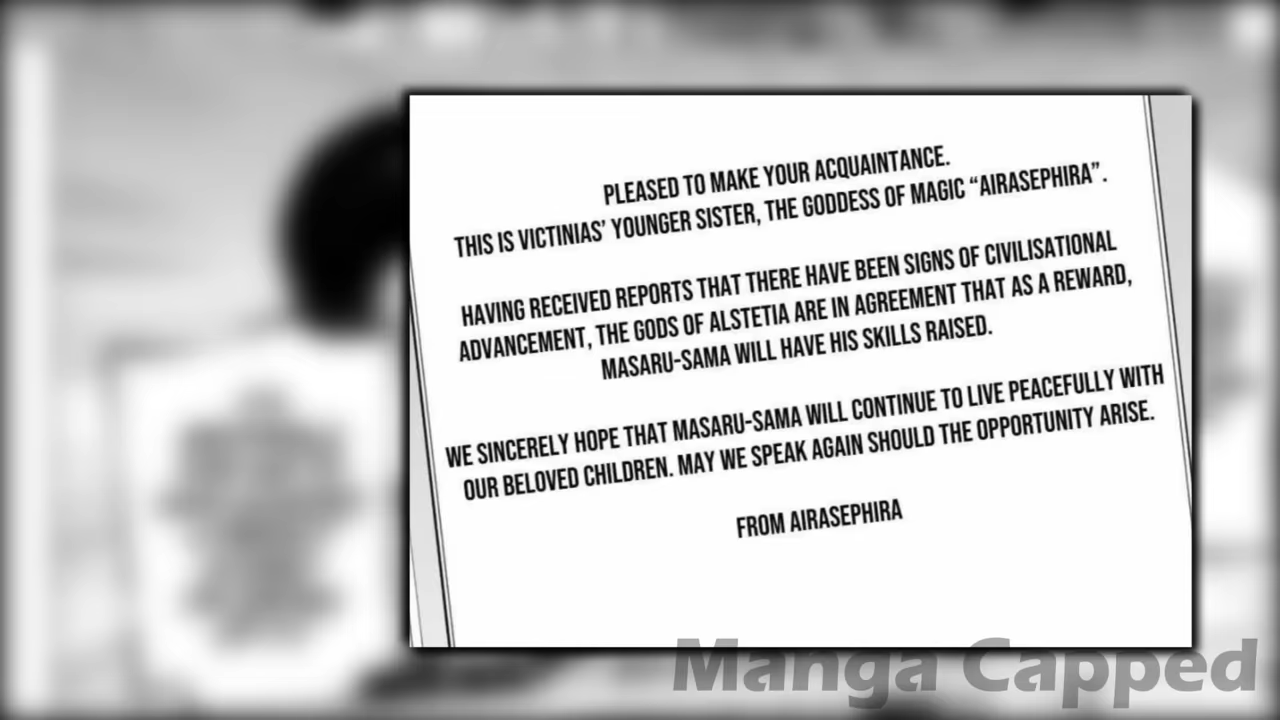 PLEASED TO MAKE YOUR ACQUAINTANCE.
THIS IS VICTINIAS' YOUNGER SISTER, THE GODDESS OF MAGIC “AIRASEPHIRA”.
HAVING RECEIVED REPORTS THAT THERE HAVE BEEN SIGNS OF CIVILISATIONAL
ADVANCEMENT, THE GODS OF ALSTETIA ARE IN AGREEMENT THAT AS A REWARD,
MASARU-SAMA WILL HAVE HIS SKILLS RAISED.
WE SINCERELY HOPE THAT MASARU-SAMA WILL CONTINUE TO LIVE PEACEFULLY WITH
OUR BELOVED CHILDREN. MAY WE SPEAK AGAIN SHOULD THE OPPORTUNITY ARISE.
FROM AIRASEPHIRA
Manga Capped